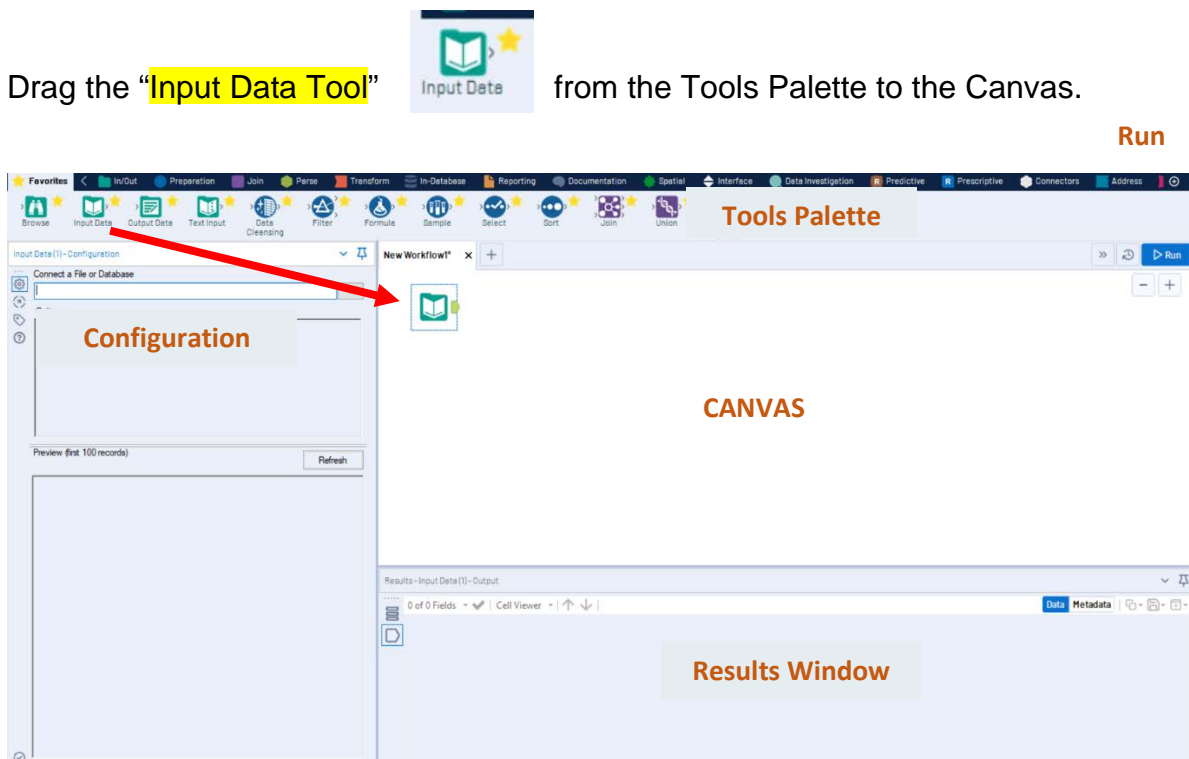 Input Data
Drag the “Input Data Tool” from the Tools Palette to the Canvas.
Run
Favorites In/Out Preparation Join Parse Transform In-Database Reporting Documentation Spatial Interface Data Investigation Predictive Prescriptive Connectors Address
Browse Input Data Output Data Text Input Data Cleansing Filter Formula Sample Select Sort Join Union
Tools Palette
Input Data (1) - Configuration
New Workflow1*
Run
Connect a File or Database
Configuration
CANVAS
Preview (first 100 records)
Refresh
Results - Input Data (1) - Output
0 of 0 Fields Cell Viewer Data Metadata
Results Window